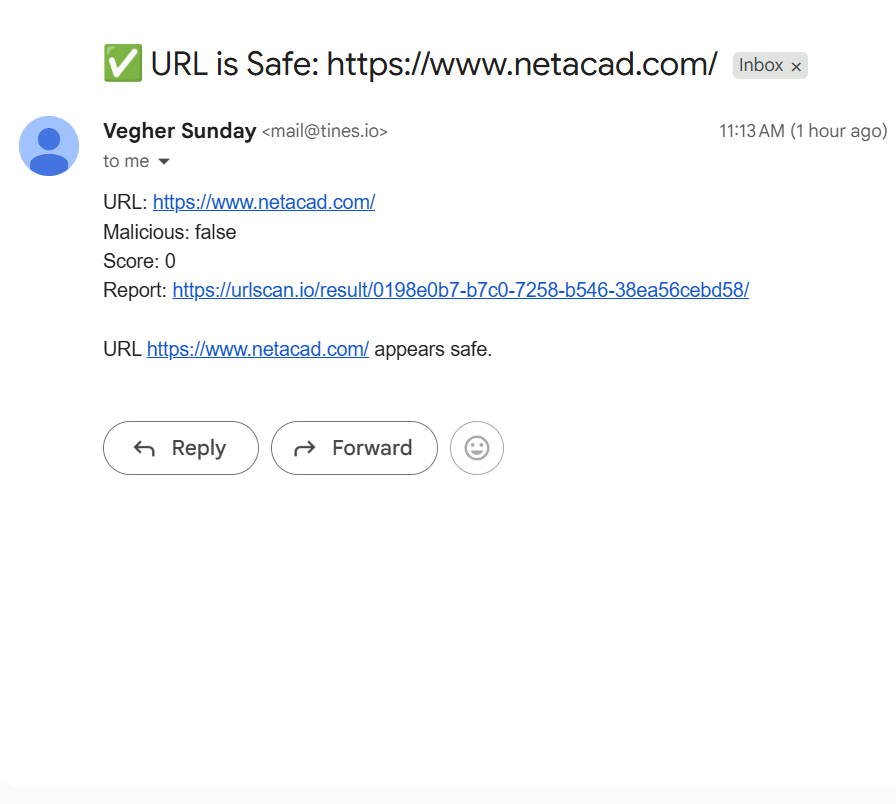 ✅ URL is Safe: https://www.netacad.com/ Inbox ×
Vegher Sunday <mail@tines.io> 11:13 AM (1 hour ago)
to me
URL: https://www.netacad.com/
Malicious: false
Score: 0
Report: https://urlscan.io/result/0198e0b7-b7c0-7258-b546-38ea56cebd58/
URL https://www.netacad.com/ appears safe.
Reply Forward